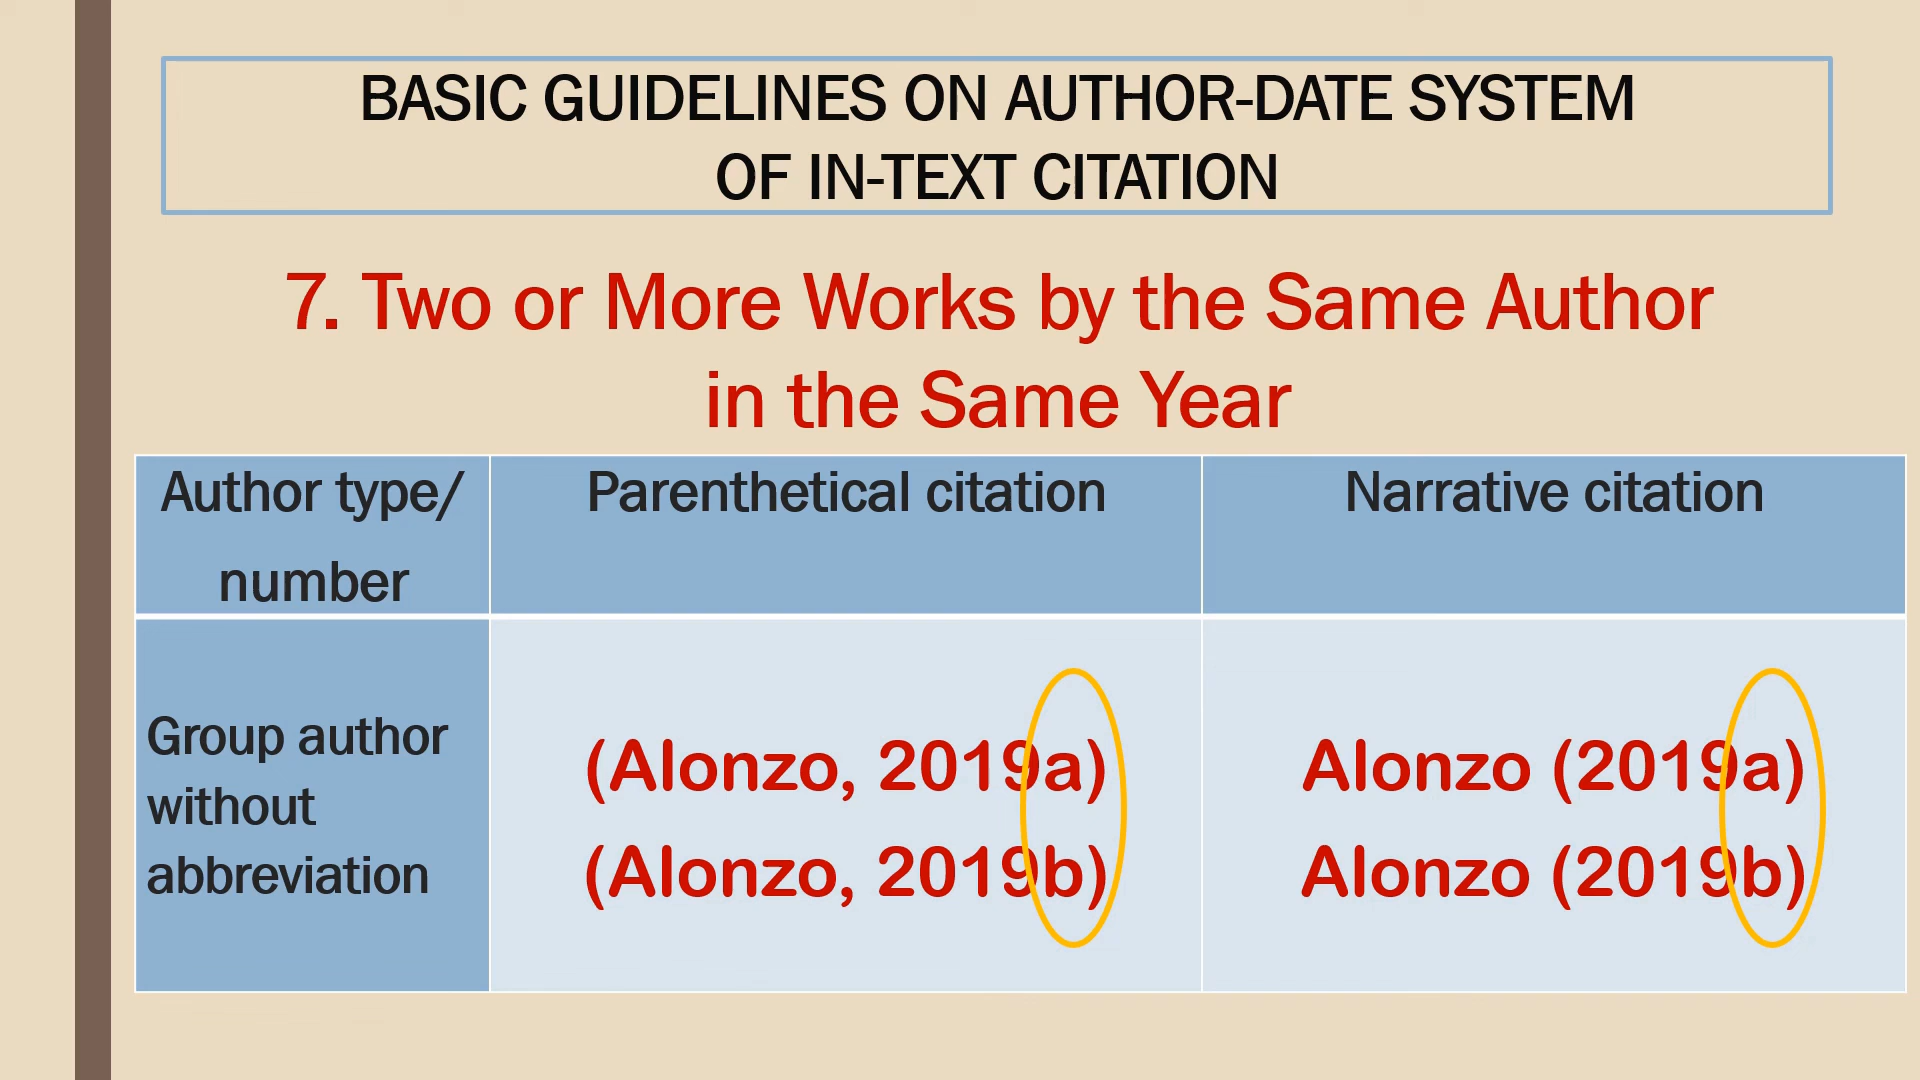 BASIC GUIDELINES ON AUTHOR-DATE SYSTEM
OF IN-TEXT CITATION
7. Two or More Works by the Same Author
in the Same Year
Author type/
number
Parenthetical citation
Narrative citation
Group author
without
abbreviation
(Alonzo, 2019a)
(Alonzo, 2019b)
Alonzo (2019a)
Alonzo (2019b)